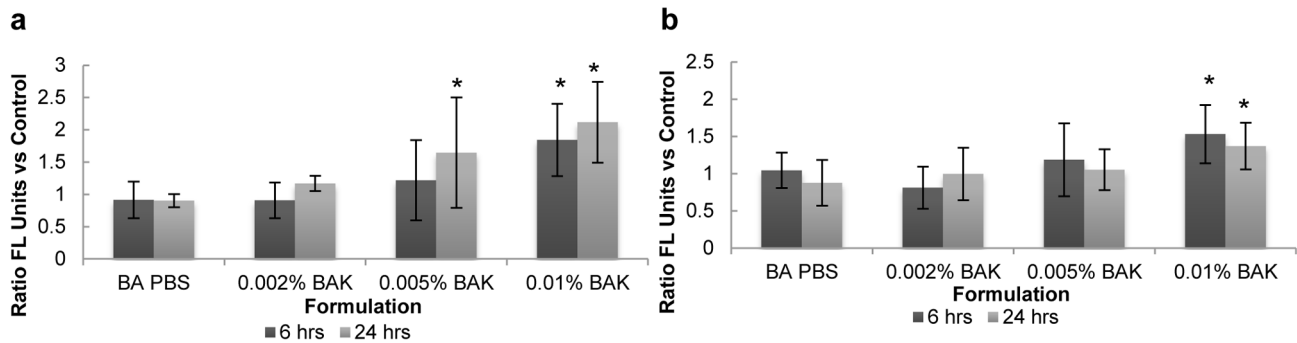 a
Ratio FL Units vs Control
3
2.5
2
1.5
1
0.5
0
* * *
BA PBS 0.002% BAK 0.005% BAK 0.01% BAK
Formulation
6 hrs 24 hrs
b
Ratio FL Units vs Control
2.5
2
1.5
1
0.5
0
* *
BA PBS 0.002% BAK 0.005% BAK 0.01% BAK
Formulation
6 hrs 24 hrs